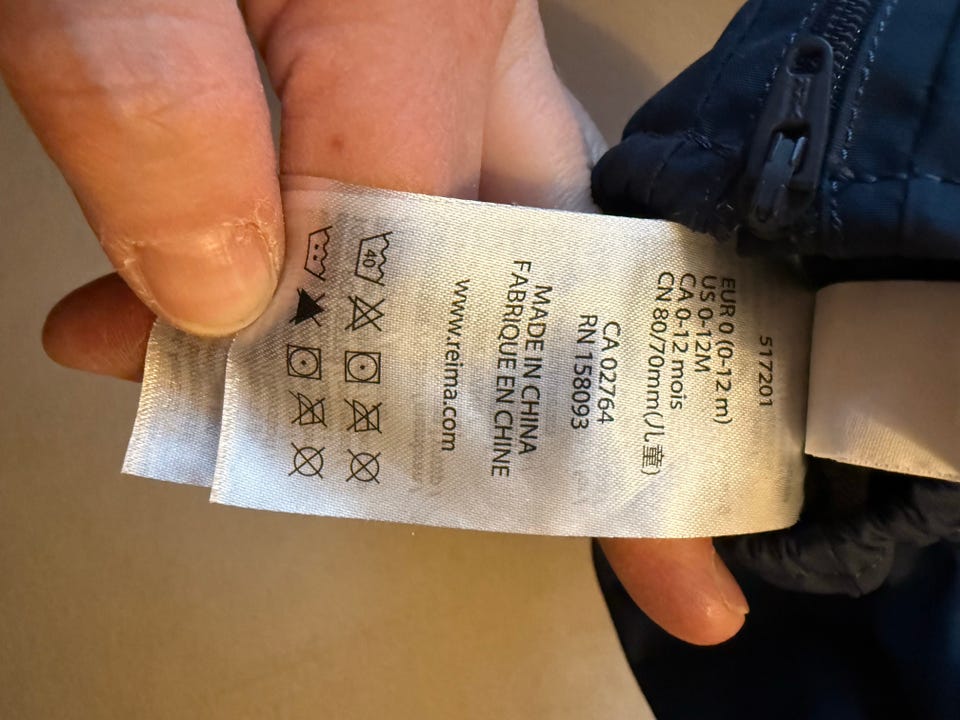 517201
EUR 0 (0-12 m)
US 0-12M
CA 0-12 mois
CN 80/70mm(儿童)
CA 02764
RN 158093
MADE IN CHINA
FABRIQUE EN CHINE
www.reima.com
40